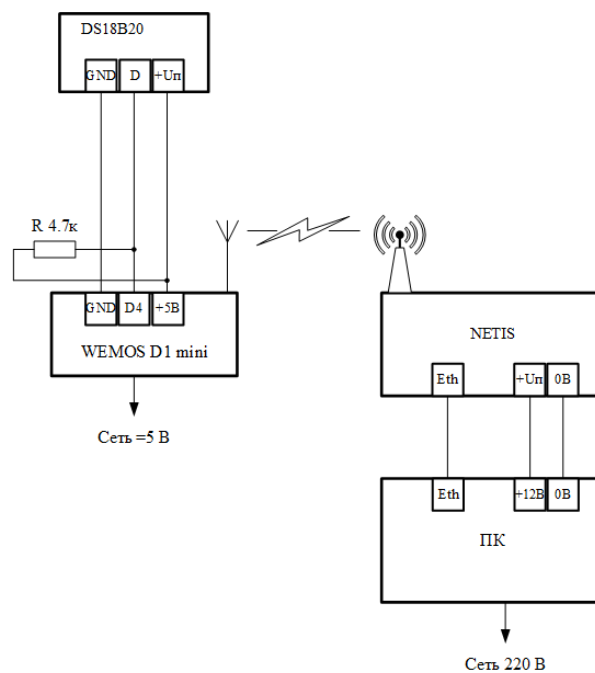 DS18B20
GND D +Uп
R 4.7к
GND D4 +5В
WEMOS D1 mini
Сеть =5 В
NETIS
Eth +Uп 0В
Eth +12В 0В
ПК
Сеть 220 В